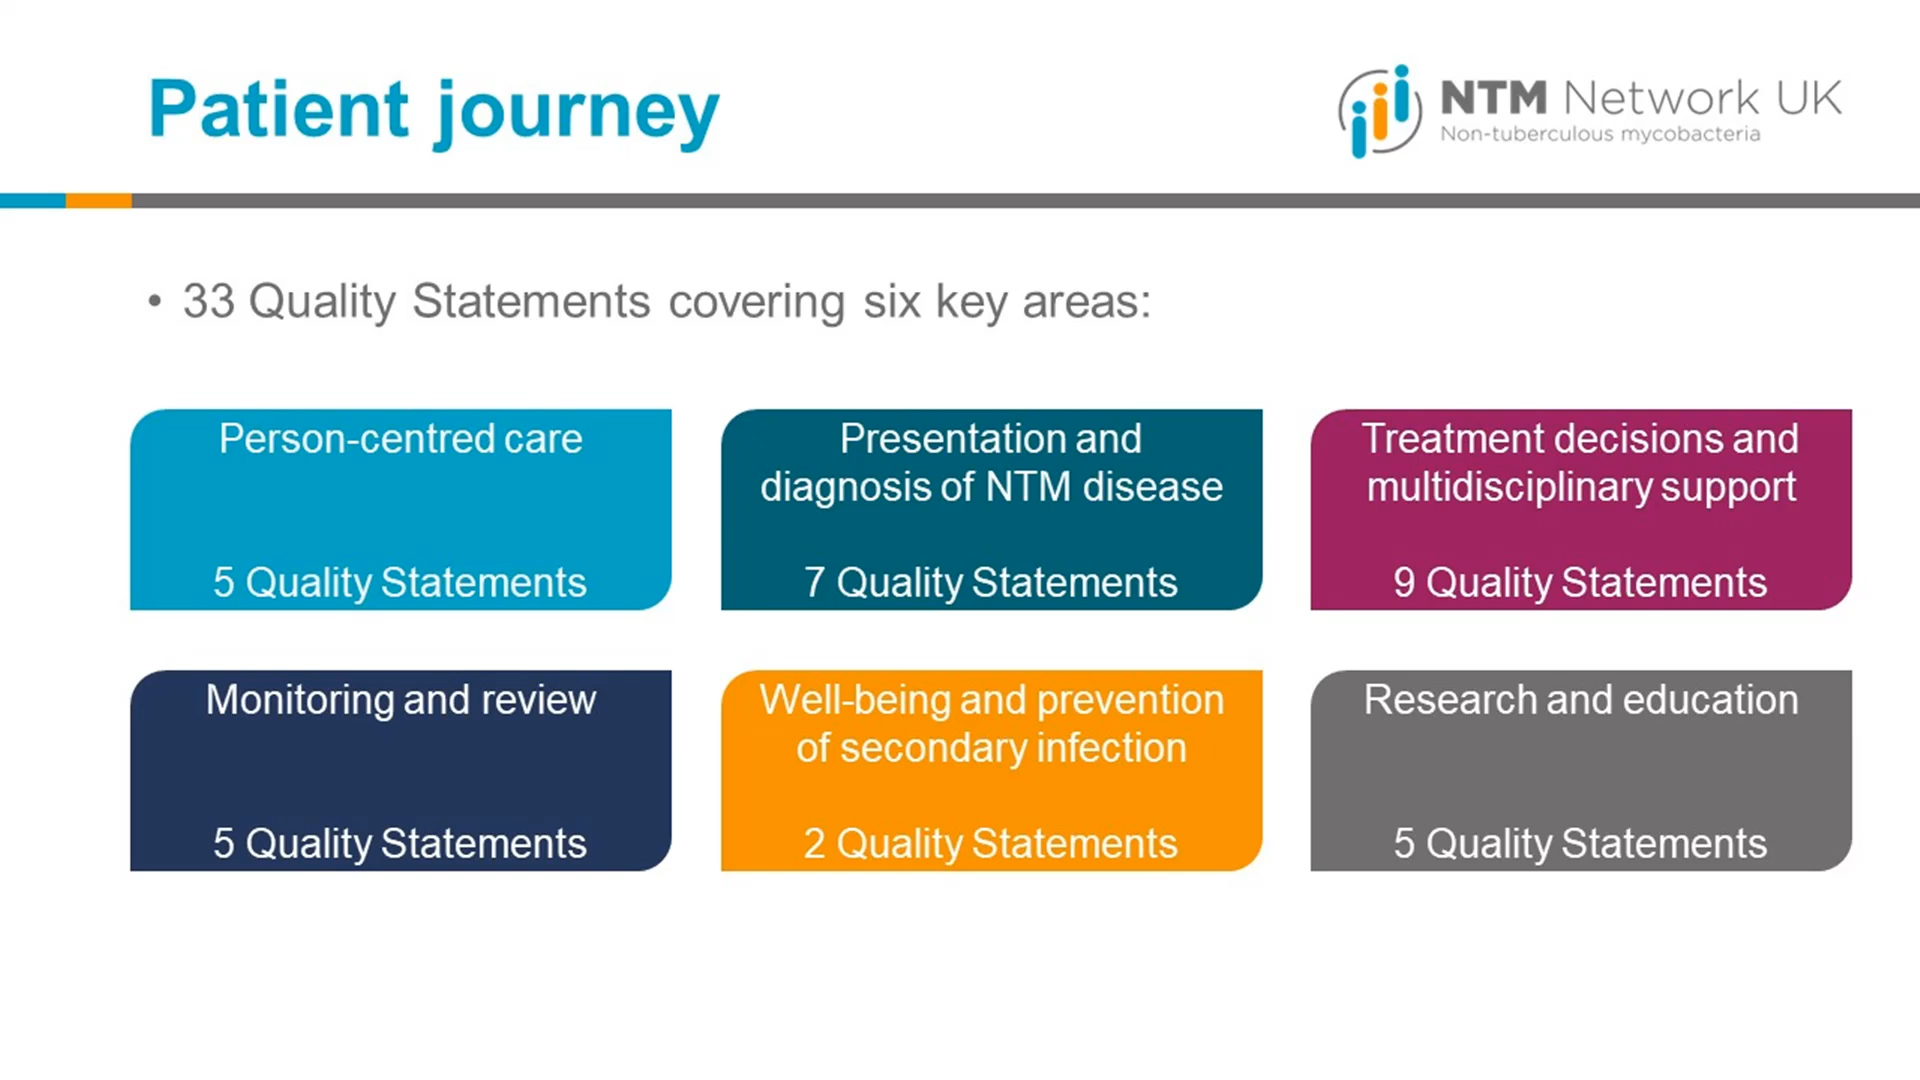 Patient journey
NTM Network UK
Non-tuberculous mycobacteria
• 33 Quality Statements covering six key areas:
Person-centred care
5 Quality Statements
Presentation and
diagnosis of NTM disease
7 Quality Statements
Treatment decisions and
multidisciplinary support
9 Quality Statements
Monitoring and review
5 Quality Statements
Well-being and prevention
of secondary infection
2 Quality Statements
Research and education
5 Quality Statements